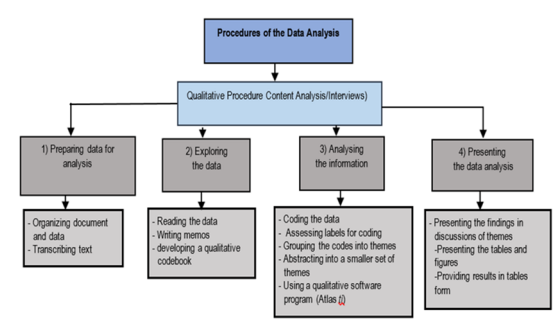 Procedures of the Data Analysis
Qualitative Procedure Content Analysis/Interviews)
1) Preparing data for
analysis
2) Exploring
the data
3) Analysing
the information
4) Presenting
the data analysis
- Organizing document
and data
- Transcribing text
- Reading the data
- Writing memos
- developing a qualitative
codebook
- Coding the data
- Assessing labels for coding
- Grouping the codes into themes
- Abstracting into a smaller set of
themes
- Using a qualitative software
program (Atlas ti)
- Presenting the findings in
discussions of themes
-Presenting the tables and
figures
-Providing results in tables
form